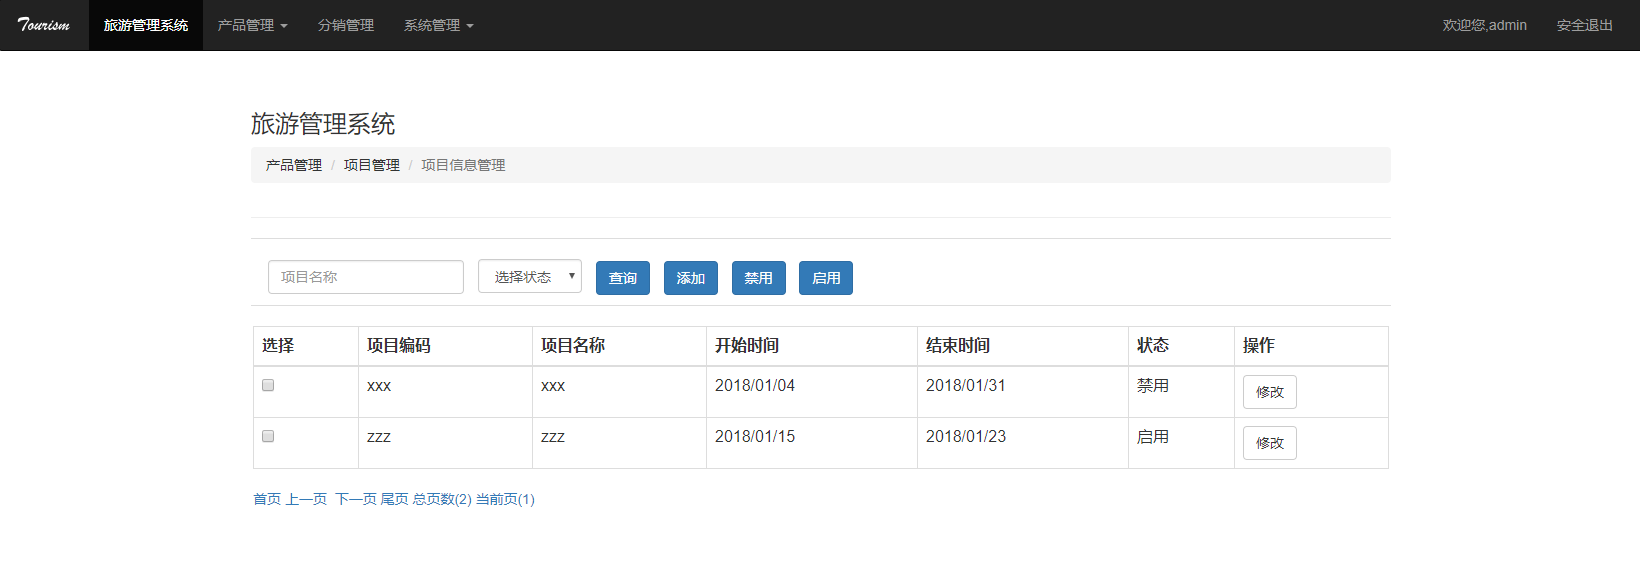 Tourism 旅游管理系统 产品管理 分销管理 系统管理 欢迎您,admin 安全退出
旅游管理系统
产品管理 / 项目管理 / 项目信息管理
项目名称 选择状态 查询 添加 禁用 启用
选择 项目编码 项目名称 开始时间 结束时间 状态 操作
xxx xxx 2018/01/04 2018/01/31 禁用 修改
zzz zzz 2018/01/15 2018/01/23 启用 修改
首页 上一页 下一页 尾页 总页数(2) 当前页(1)